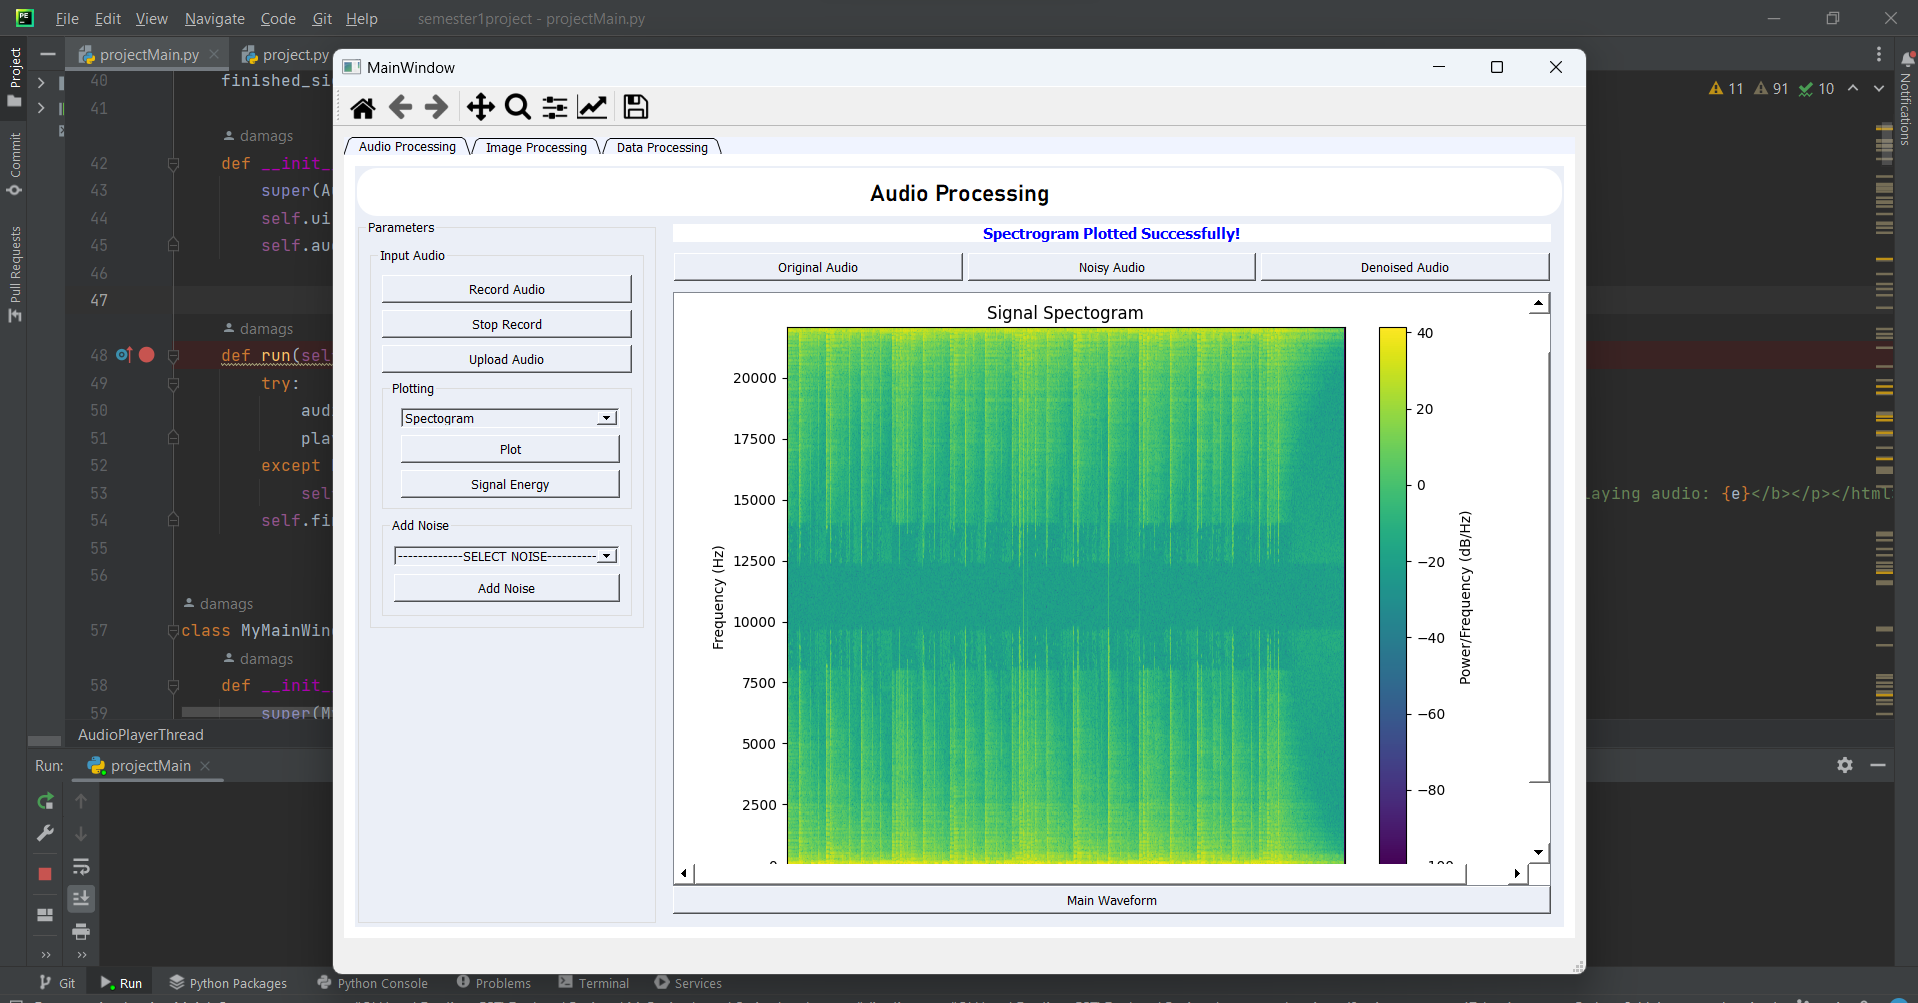 File Edit View Navigate Code Git Help semester1project - projectMain.py
projectMain.py project.py
Project
Commit
Pull Requests
Notifications
11 91 10
40 finished_si
41
damags
42 def __init_
43 super(A
44 self.ui
45 self.au
46
47
damags
48 def run(sel
49 try:
50 aud
51 pla
52 except
53 sel
laying audio: {e}</b></p></html
54 self.fi
55
56
damags
57 class MyMainWin
damags
58 def __init_
59 super(M
AudioPlayerThread
Run: projectMain
MainWindow
Audio Processing Image Processing Data Processing
Audio Processing
Parameters
Input Audio
Record Audio
Stop Record
Upload Audio
Plotting
Spectogram
Plot
Signal Energy
Add Noise
-------------SELECT NOISE----------
Add Noise
Spectrogram Plotted Successfully!
Original Audio Noisy Audio Denoised Audio
Signal Spectogram
Frequency (Hz)
20000
17500
15000
12500
10000
7500
5000
2500
40
20
0
−20
−40
−60
−80
Power/Frequency (dB/Hz)
Main Waveform
Git Run Python Packages Python Console Problems Terminal Services